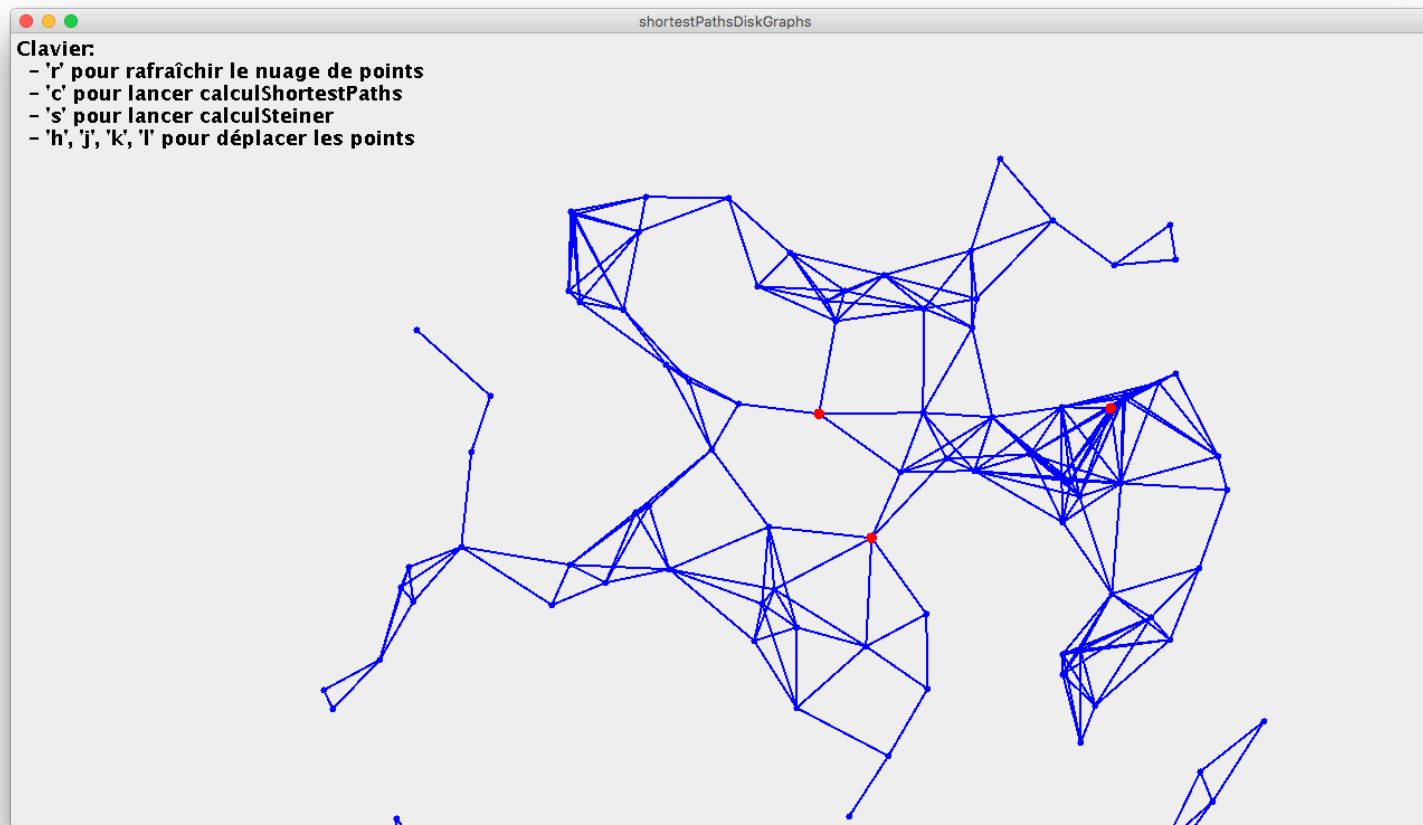 shortestPathsDiskGraphs
Clavier:
- 'r' pour rafraîchir le nuage de points
- 'c' pour lancer calculShortestPaths
- 's' pour lancer calculSteiner
- 'h', 'j', 'k', 'l' pour déplacer les points